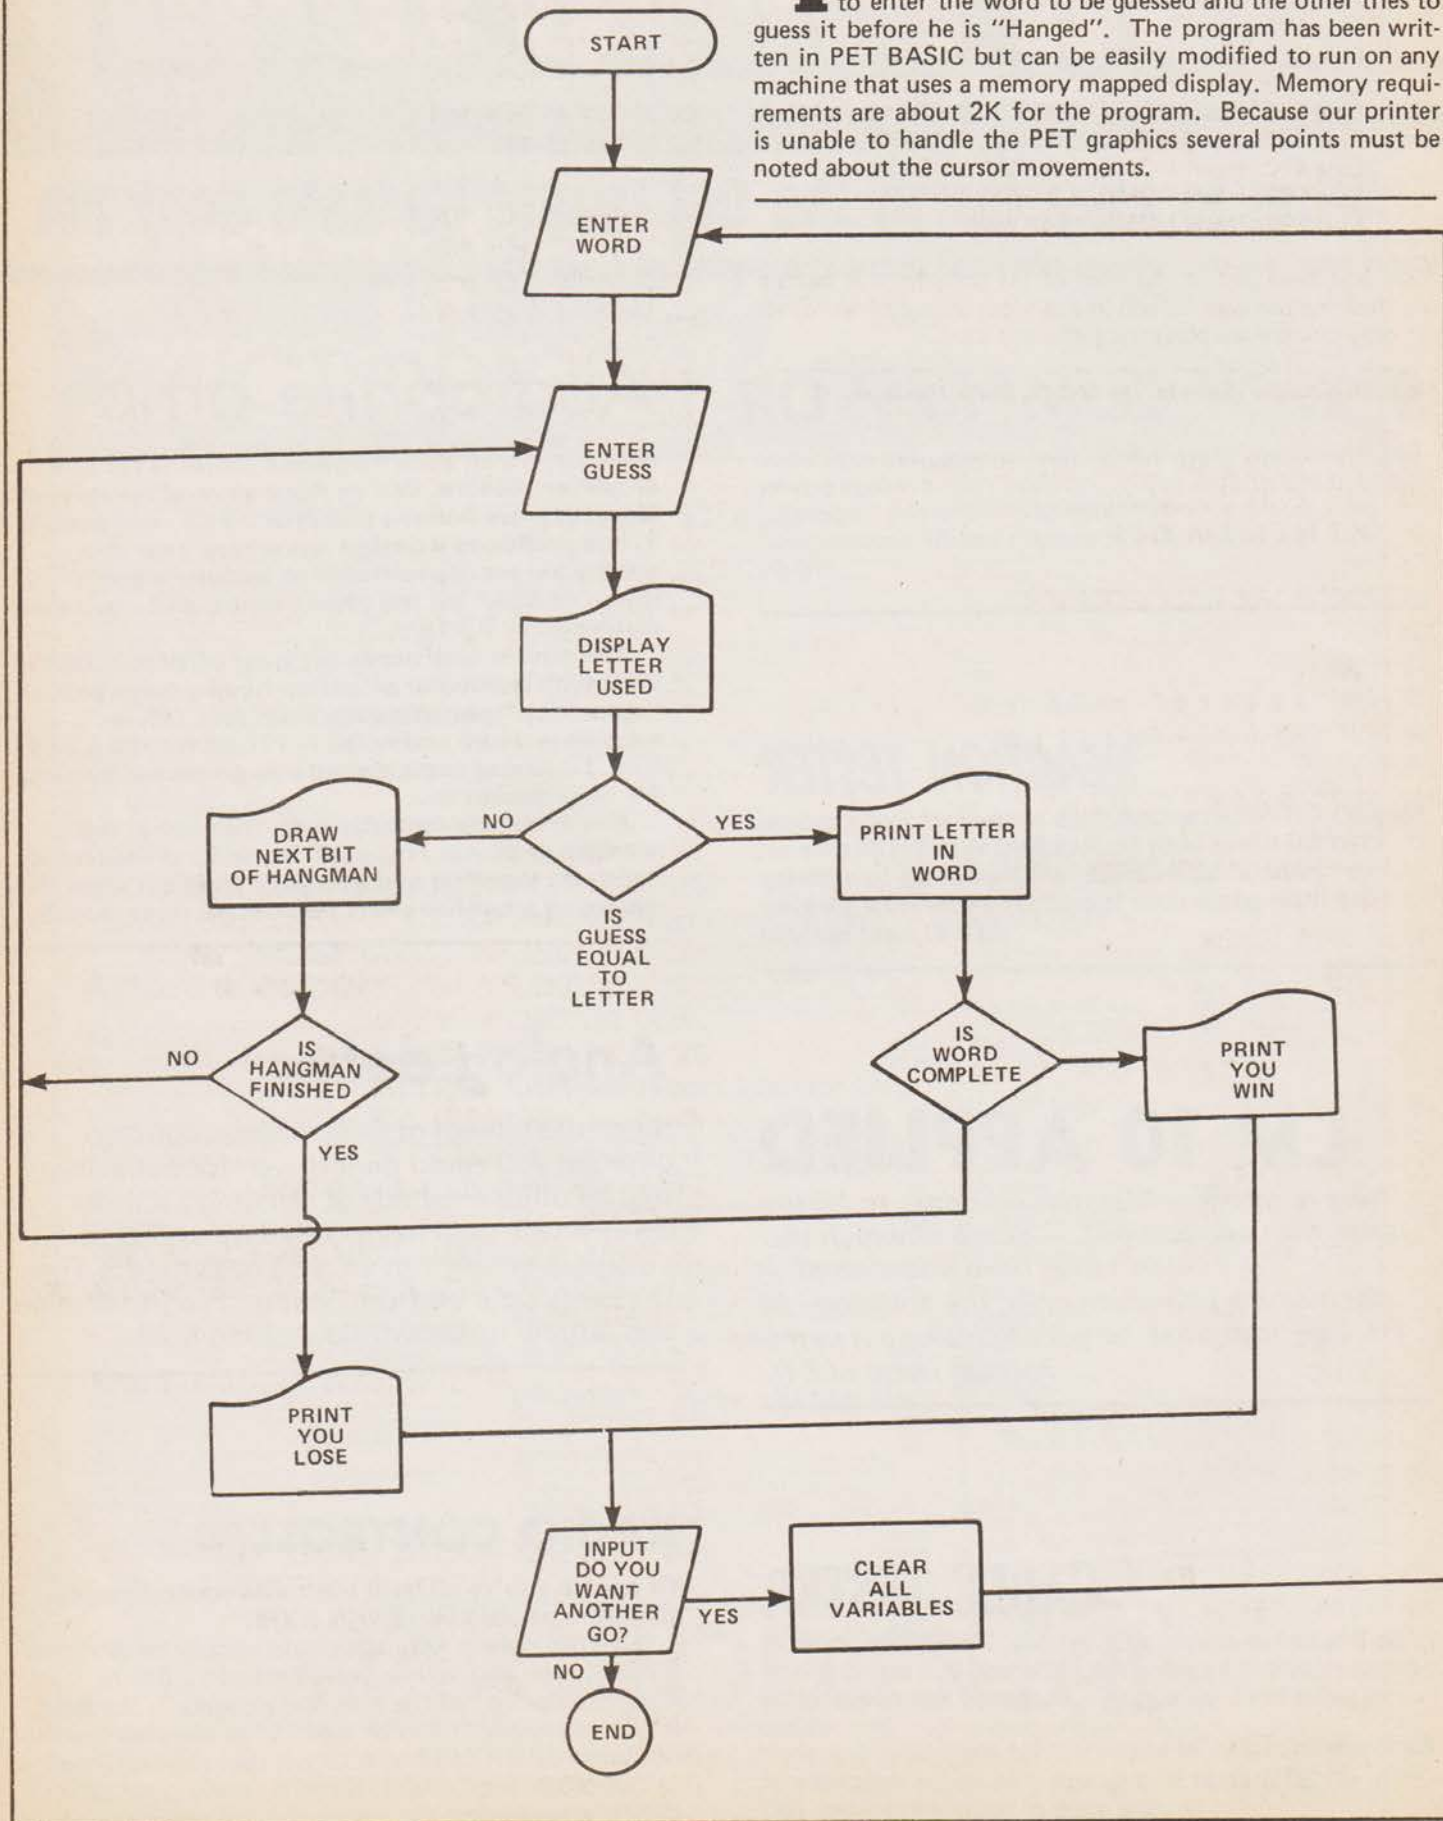 to enter the word to be guessed and the other tries to
guess it before he is "Hanged". The program has been writ-
ten in PET BASIC but can be easily modified to run on any
machine that uses a memory mapped display. Memory requi-
rements are about 2K for the program. Because our printer
is unable to handle the PET graphics several points must be
noted about the cursor movements.
START
ENTER
WORD
ENTER
GUESS
DISPLAY
LETTER
USED
NO
YES
DRAW
NEXT BIT
OF HANGMAN
PRINT LETTER
IN
WORD
IS
GUESS
EQUAL
TO
LETTER
NO
IS
HANGMAN
FINISHED
YES
IS
WORD
COMPLETE
PRINT
YOU
WIN
PRINT
YOU
LOSE
INPUT
DO YOU
WANT
ANOTHER
GO?
YES
CLEAR
ALL
VARIABLES
NO
END